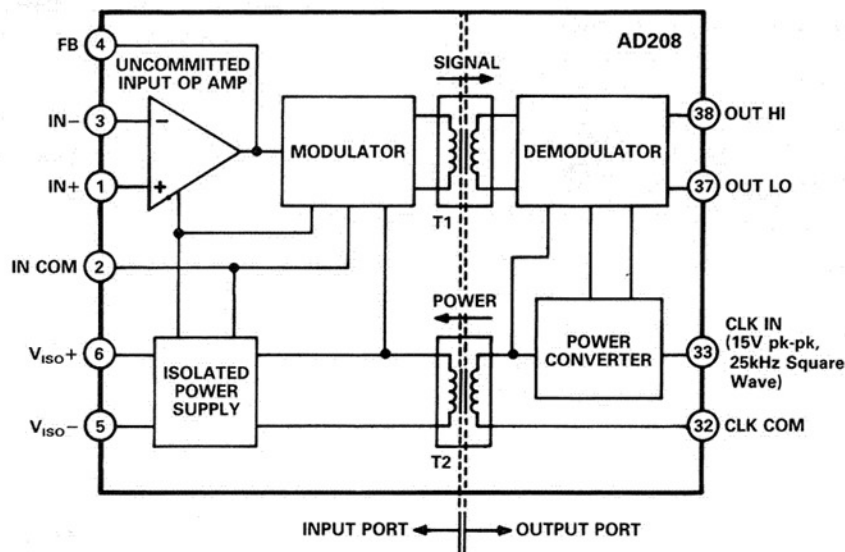 AD208
FB
4
UNCOMMITTED
INPUT OP AMP
SIGNAL
IN−
3
−
MODULATOR
DEMODULATOR
38
OUT HI
IN+
1
+
37
OUT LO
T1
IN COM
2
POWER
VISO+
6
ISOLATED
POWER
SUPPLY
POWER
CONVERTER
33
CLK IN
(15V pk-pk,
25kHz Square
Wave)
VISO−
5
32
CLK COM
T2
INPUT PORT
OUTPUT PORT